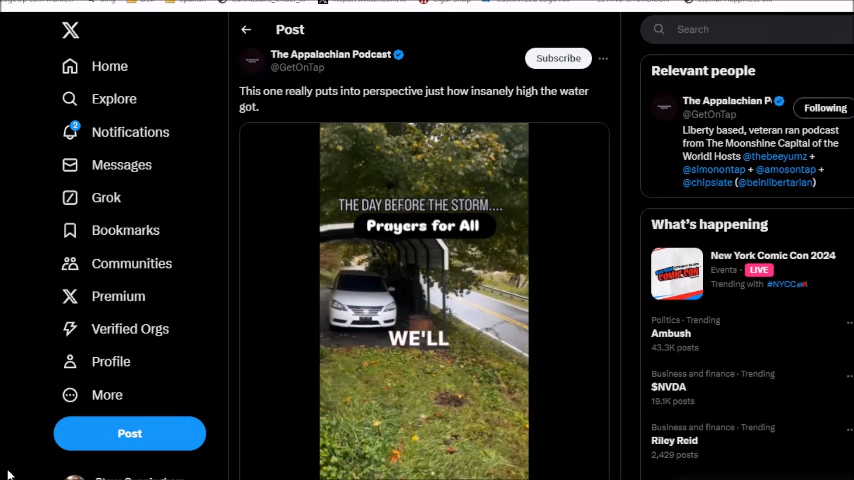 Post
The Appalachian Podcast
@GetOnTap
Subscribe
This one really puts into perspective just how insanely high the water
got.
THE DAY BEFORE THE STORM....
Prayers for All
WE'LL
Home
Explore
2
Notifications
Messages
Grok
Bookmarks
Communities
Premium
Verified Orgs
Profile
More
Post
Search
Relevant people
The Appalachian P
@GetOnTap
Following
Liberty based, veteran ran podcast
from The Moonshine Capital of the
World! Hosts @thebeeyumz +
@simonontap + @amosontap +
@chipslate (@beinlibertarian)
What's happening
New York Comic Con 2024
Events · LIVE
Trending with #NYCC
Politics · Trending
Ambush
43.3K posts
Business and finance · Trending
$NVDA
19.1K posts
Business and finance · Trending
Riley Reid
2,429 posts